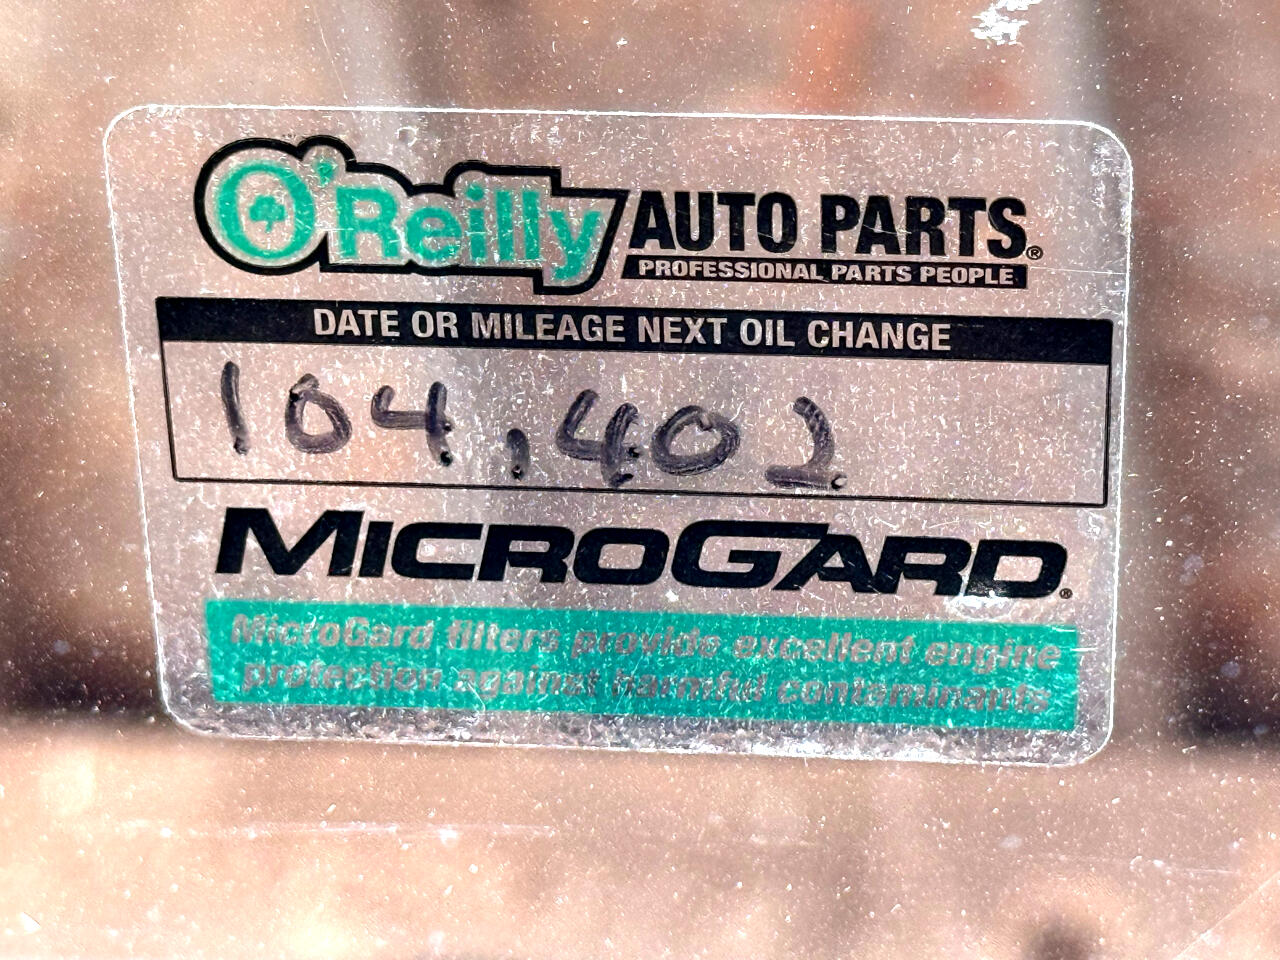 O'Reilly AUTO PARTS®
PROFESSIONAL PARTS PEOPLE
DATE OR MILEAGE NEXT OIL CHANGE
104,402
MICROGARD®
MicroGard filters provide excellent engine
protection against harmful contaminants